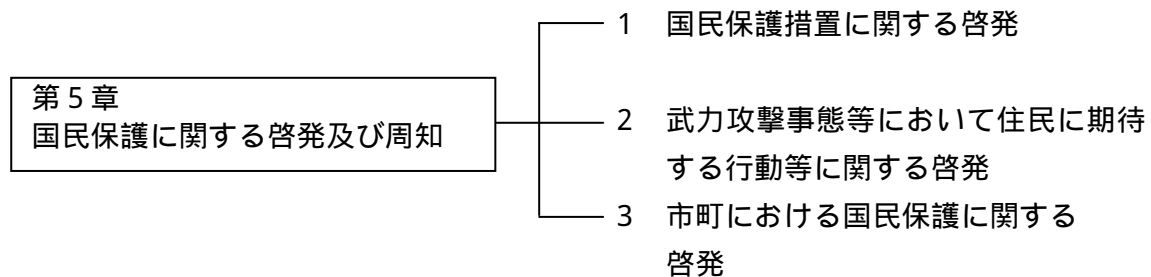 第5章
国民保護に関する啓発及び周知
1 国民保護措置に関する啓発
2 武力攻撃事態等において住民に期待
する行動等に関する啓発
3 市町における国民保護に関する
啓発